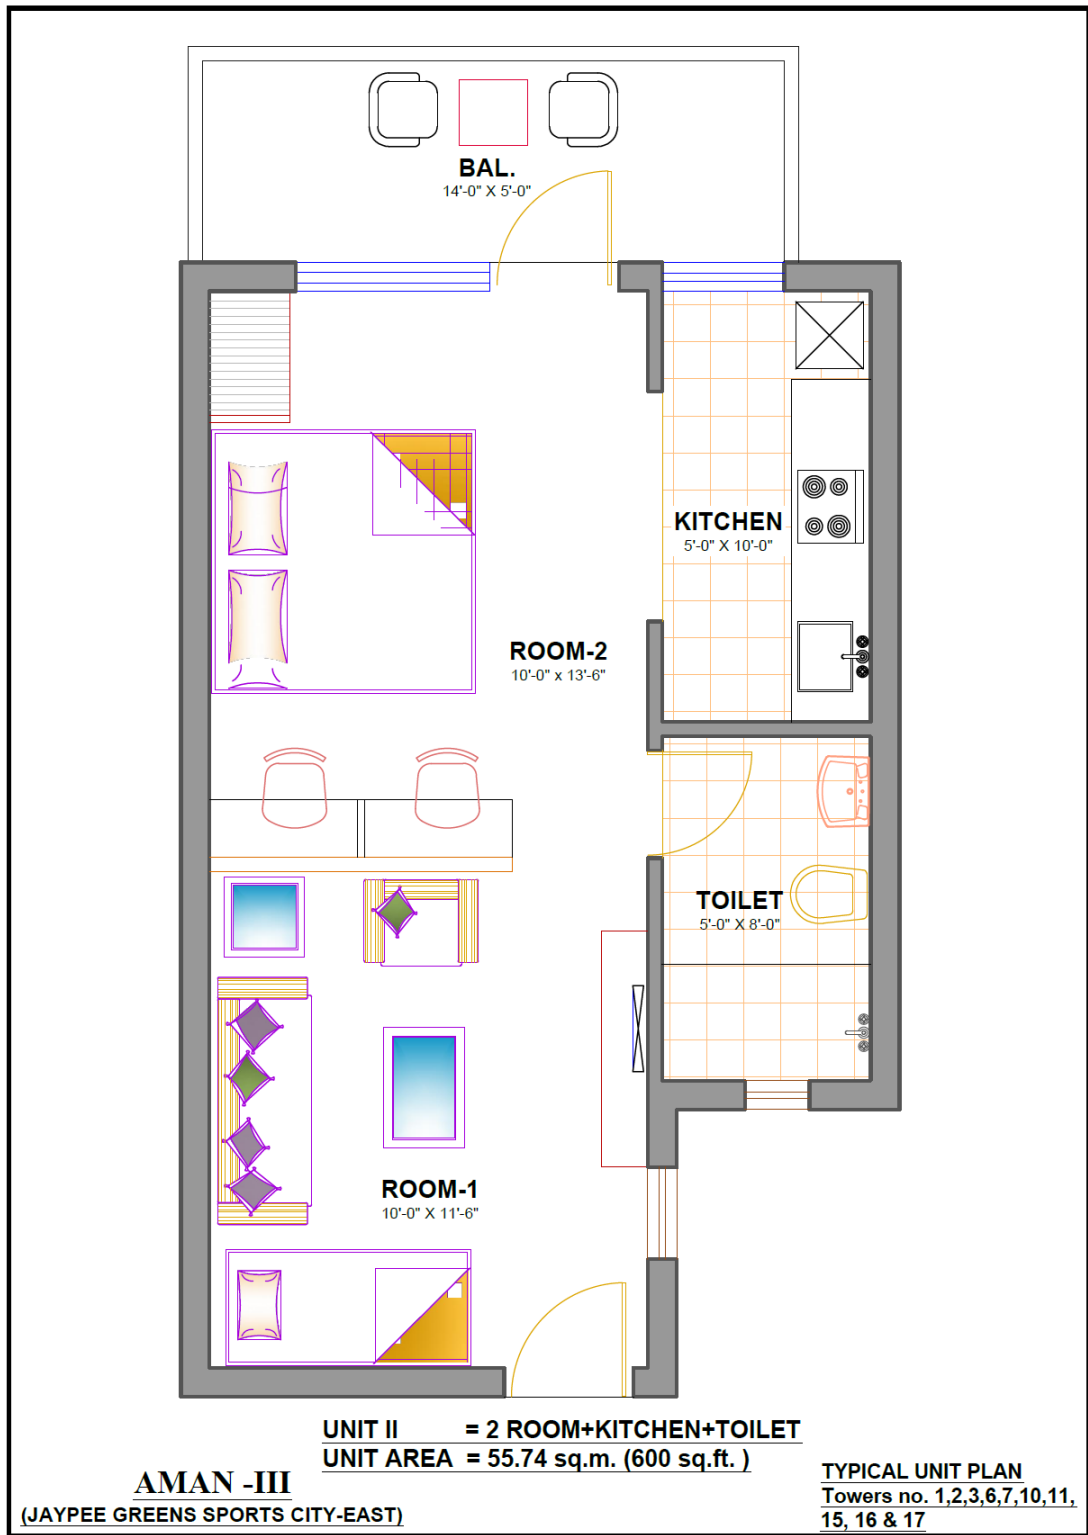 BAL.
14'-0" X 5'-0"
KITCHEN
5'-0" X 10'-0"
ROOM-2
10'-0" x 13'-6"
TOILET
5'-0" X 8'-0"
ROOM-1
10'-0" X 11'-6"
UNIT II = 2 ROOM+KITCHEN+TOILET
UNIT AREA = 55.74 sq.m. (600 sq.ft. )
AMAN -III
(JAYPEE GREENS SPORTS CITY-EAST)
TYPICAL UNIT PLAN
Towers no. 1,2,3,6,7,10,11,
15, 16 & 17